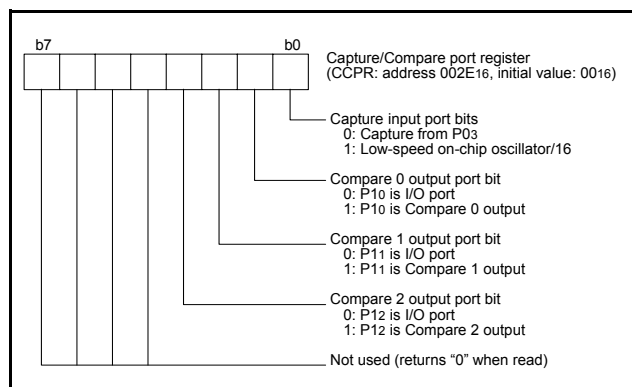 b7 b0
Capture/Compare port register
(CCPR: address 002E16, initial value: 0016)
Capture input port bits
0: Capture from P03
1: Low-speed on-chip oscillator/16
Compare 0 output port bit
0: P10 is I/O port
1: P10 is Compare 0 output
Compare 1 output port bit
0: P11 is I/O port
1: P11 is Compare 1 output
Compare 2 output port bit
0: P12 is I/O port
1: P12 is Compare 2 output
Not used (returns “0” when read)